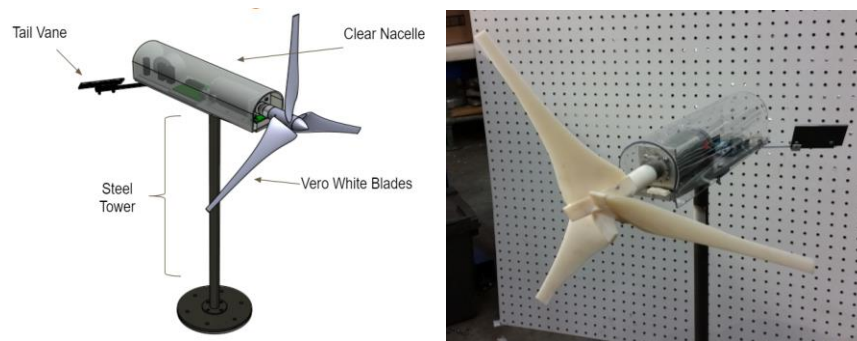 Tail Vane
Clear Nacelle
Steel
Tower
Vero White Blades